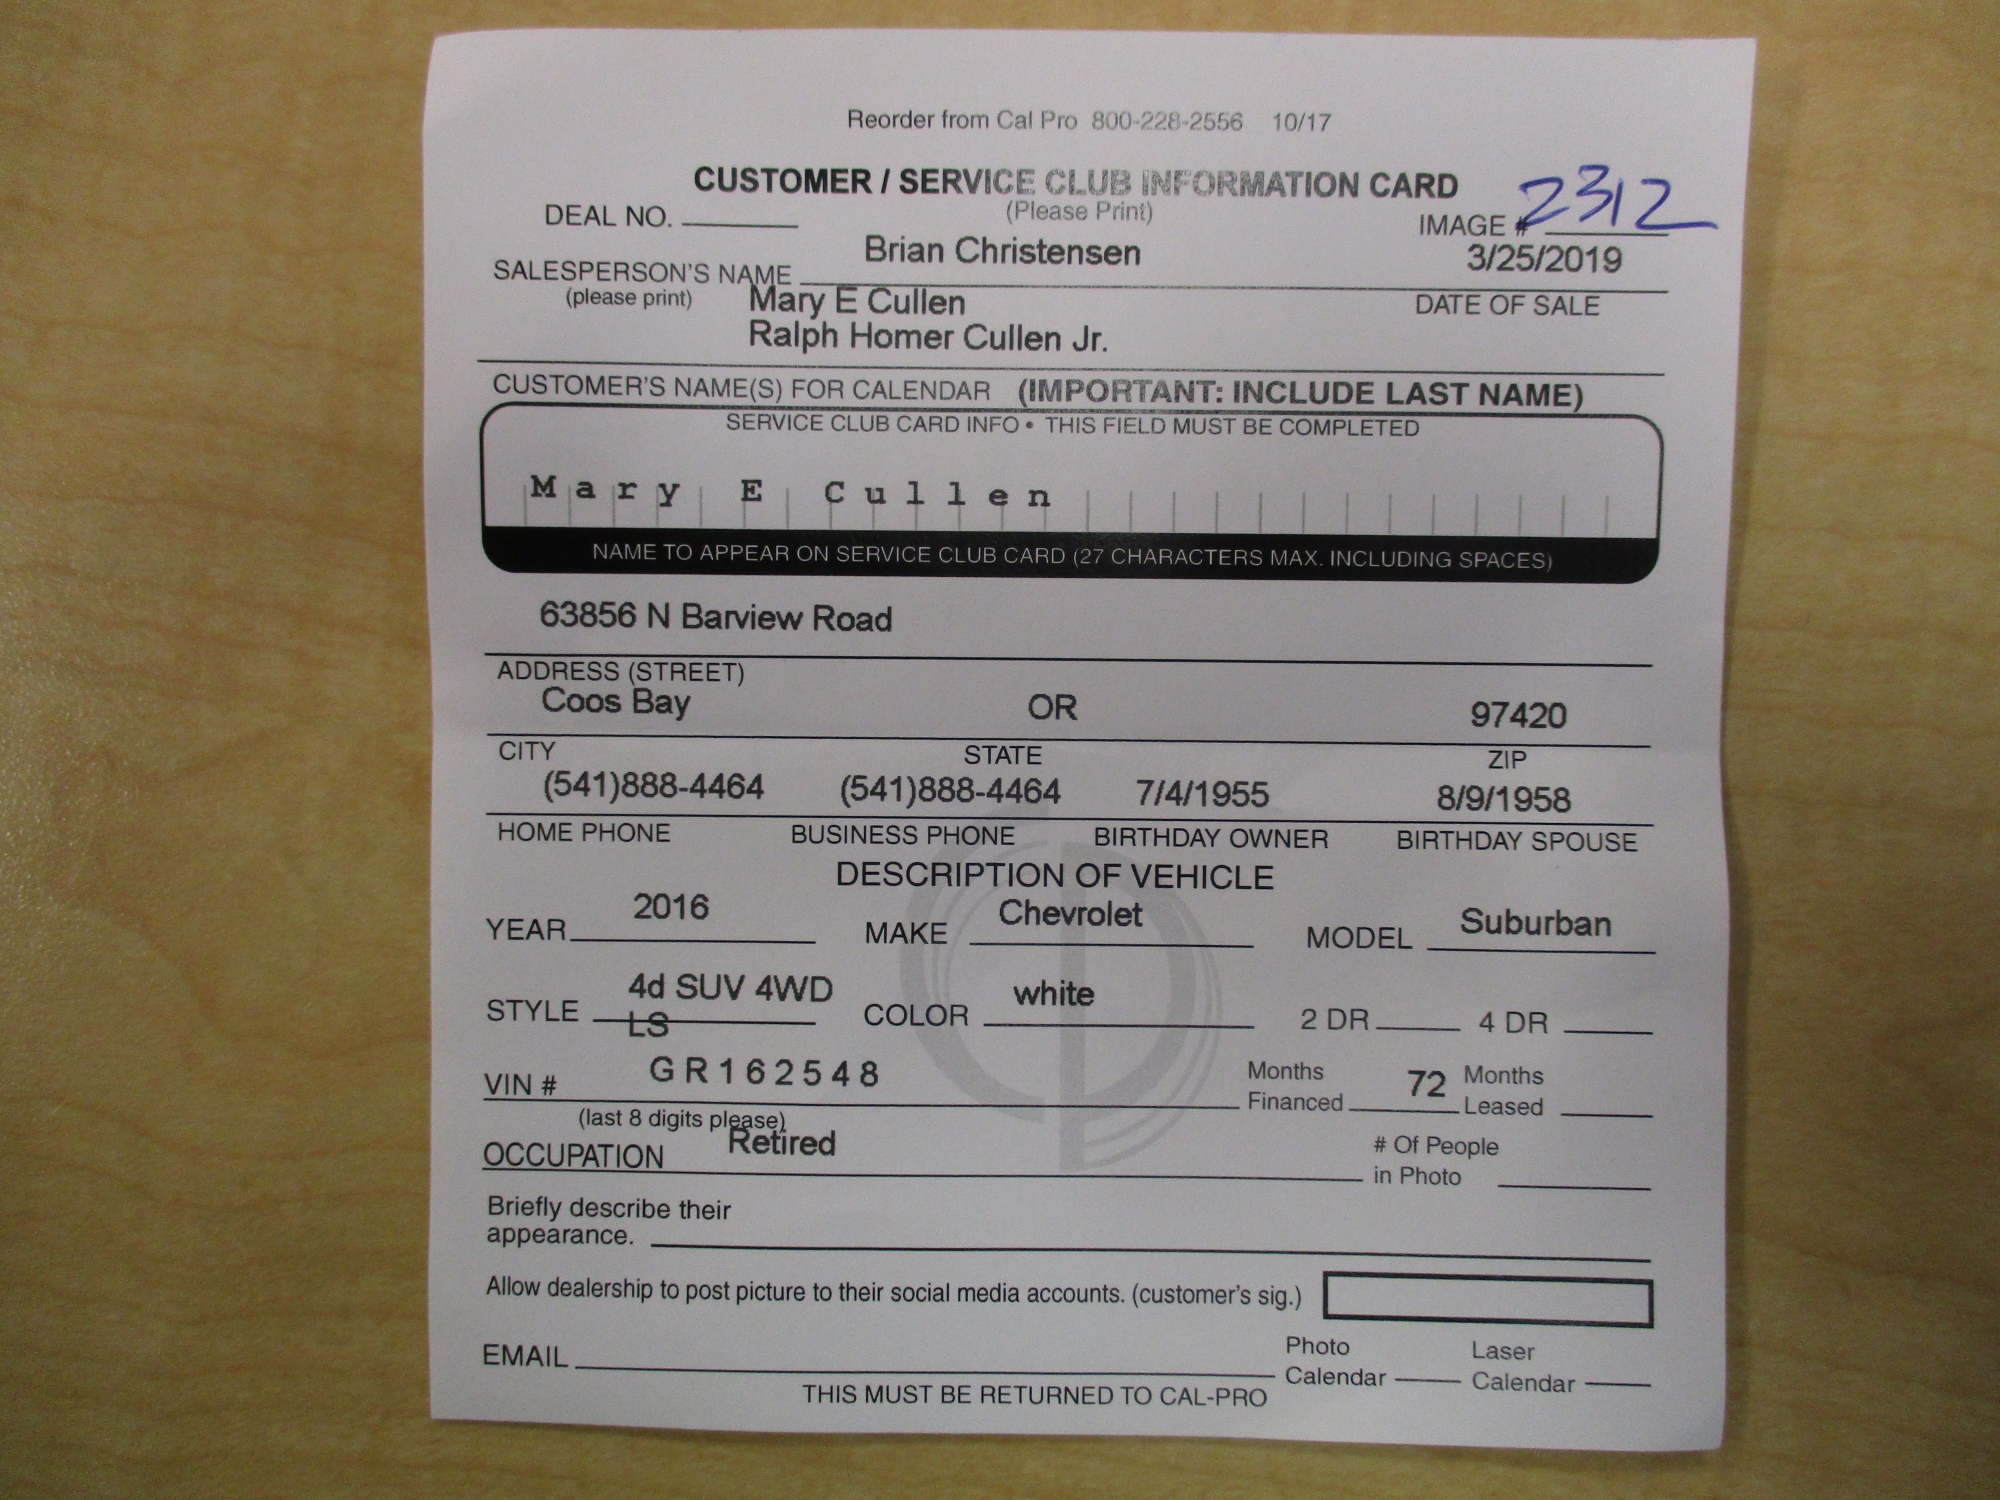 Reorder from Cal Pro 800-228-2556 10/17
CUSTOMER / SERVICE CLUB INFORMATION CARD
(Please Print)
DEAL NO.
IMAGE # 2312
Brian Christensen
3/25/2019
SALESPERSON'S NAME
(please print)
DATE OF SALE
Mary E Cullen
Ralph Homer Cullen Jr.
CUSTOMER'S NAME(S) FOR CALENDAR (IMPORTANT: INCLUDE LAST NAME)
SERVICE CLUB CARD INFO • THIS FIELD MUST BE COMPLETED
Mary E Cullen
NAME TO APPEAR ON SERVICE CLUB CARD (27 CHARACTERS MAX. INCLUDING SPACES)
63856 N Barview Road
ADDRESS (STREET)
Coos Bay OR 97420
CITY STATE ZIP
(541)888-4464 (541)888-4464 7/4/1955 8/9/1958
HOME PHONE BUSINESS PHONE BIRTHDAY OWNER BIRTHDAY SPOUSE
DESCRIPTION OF VEHICLE
YEAR 2016 MAKE Chevrolet MODEL Suburban
STYLE 4d SUV 4WD LS COLOR white 2 DR 4 DR
VIN # GR162548 Months Financed 72 Months Leased
(last 8 digits please)
OCCUPATION Retired # Of People in Photo
Briefly describe their
appearance.
Allow dealership to post picture to their social media accounts. (customer's sig.)
EMAIL Photo Calendar Laser Calendar
THIS MUST BE RETURNED TO CAL-PRO